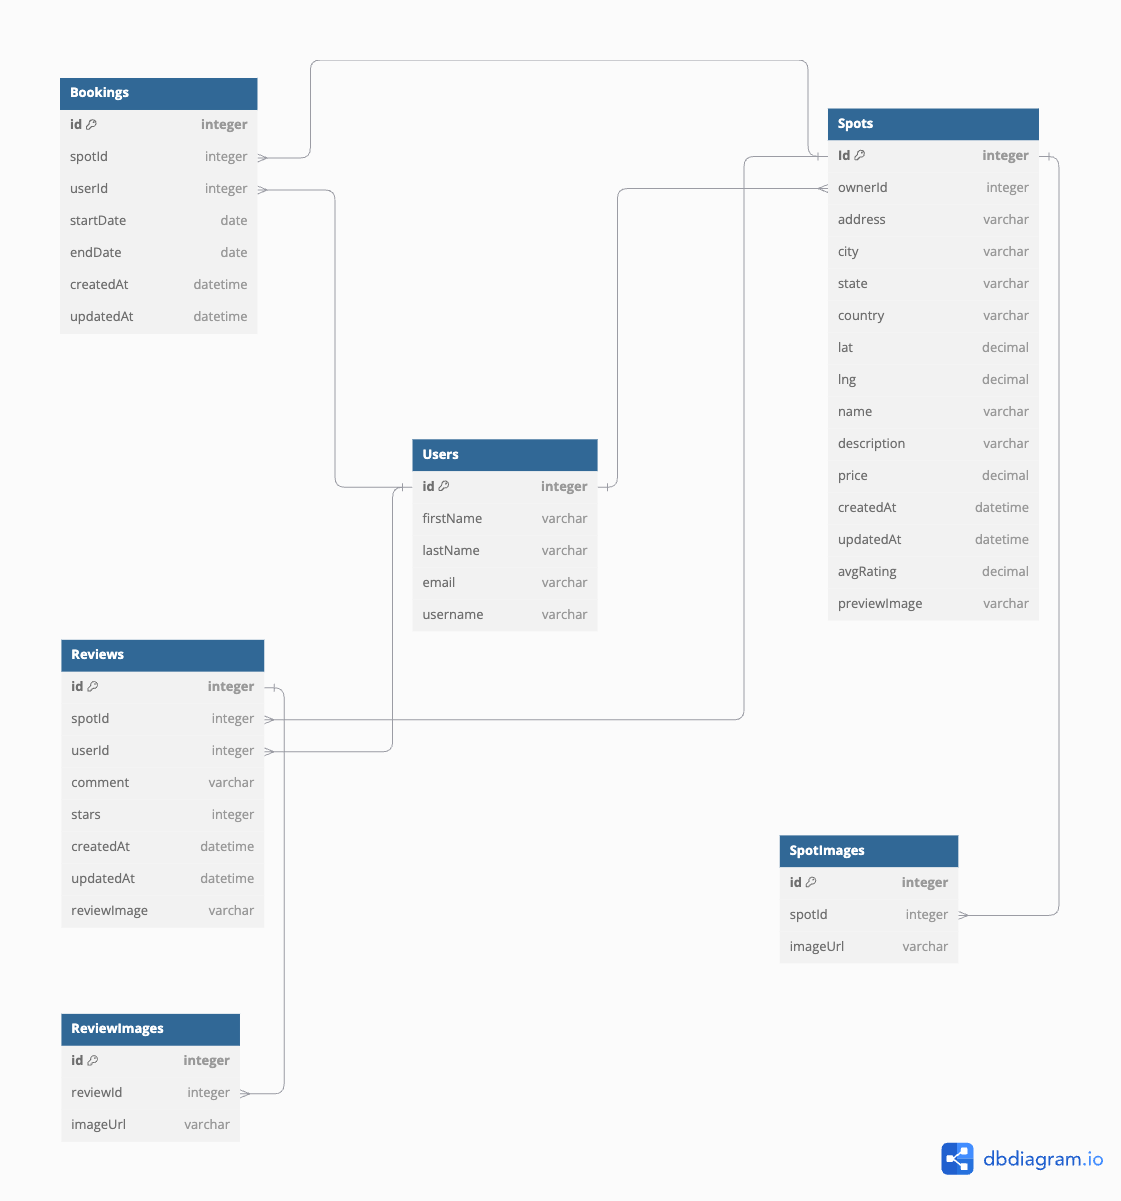 Bookings
id integer
spotId integer
userId integer
startDate date
endDate date
createdAt datetime
updatedAt datetime
Spots
Id integer
ownerId integer
address varchar
city varchar
state varchar
country varchar
lat decimal
lng decimal
name varchar
description varchar
price decimal
createdAt datetime
updatedAt datetime
avgRating decimal
previewImage varchar
Users
id integer
firstName varchar
lastName varchar
email varchar
username varchar
Reviews
id integer
spotId integer
userId integer
comment varchar
stars integer
createdAt datetime
updatedAt datetime
reviewImage varchar
SpotImages
id integer
spotId integer
imageUrl varchar
ReviewImages
id integer
reviewId integer
imageUrl varchar
dbdiagram.io